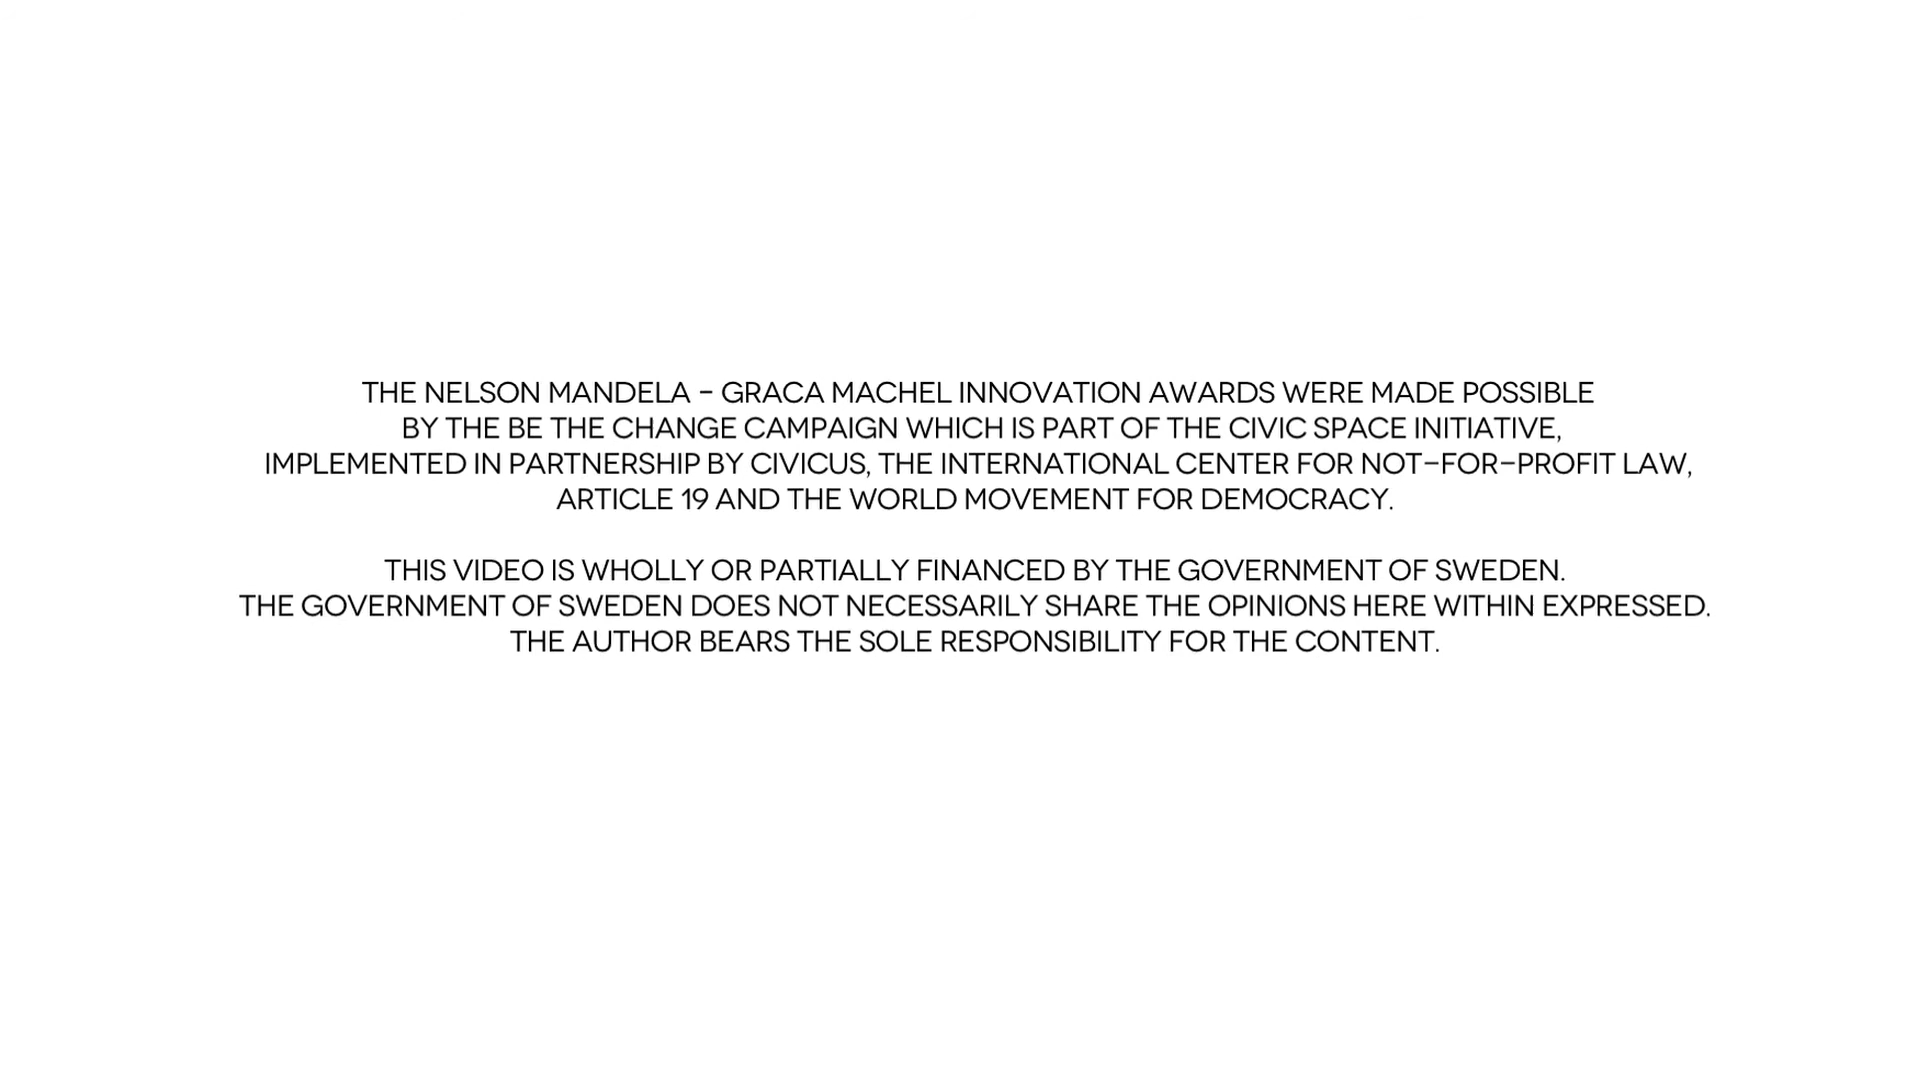 THE NELSON MANDELA - GRACA MACHEL INNOVATION AWARDS WERE MADE POSSIBLE
BY THE BE THE CHANGE CAMPAIGN WHICH IS PART OF THE CIVIC SPACE INITIATIVE,
IMPLEMENTED IN PARTNERSHIP BY CIVICUS, THE INTERNATIONAL CENTER FOR NOT-FOR-PROFIT LAW,
ARTICLE 19 AND THE WORLD MOVEMENT FOR DEMOCRACY.
THIS VIDEO IS WHOLLY OR PARTIALLY FINANCED BY THE GOVERNMENT OF SWEDEN.
THE GOVERNMENT OF SWEDEN DOES NOT NECESSARILY SHARE THE OPINIONS HERE WITHIN EXPRESSED.
THE AUTHOR BEARS THE SOLE RESPONSIBILITY FOR THE CONTENT.